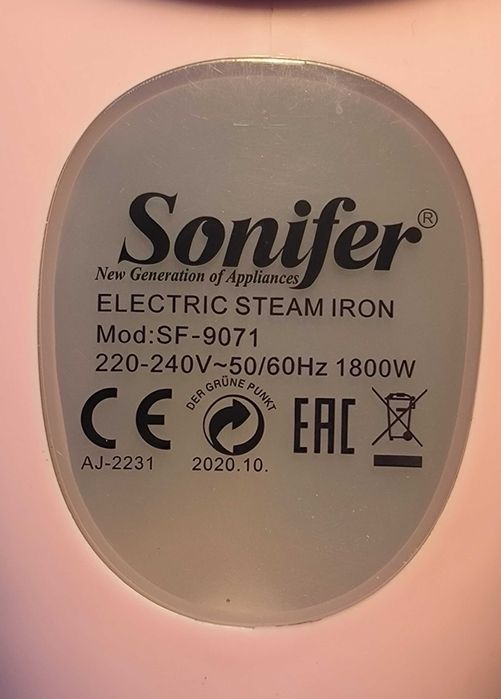 Sonifer®
New Generation of Appliances
ELECTRIC STEAM IRON
Mod:SF-9071
220-240V~50/60Hz 1800W
DER GRÜNE PUNKT
CE EAC
AJ-2231 2020.10.